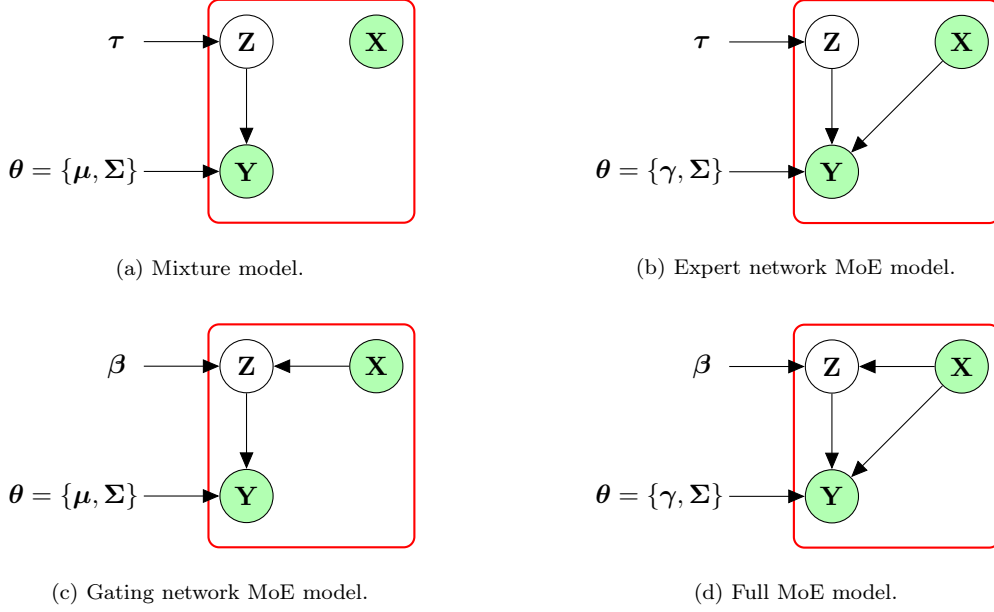 τ Z X
θ = {μ, Σ} Y
(a) Mixture model.
τ Z X
θ = {γ, Σ} Y
(b) Expert network MoE model.
β Z X
θ = {μ, Σ} Y
(c) Gating network MoE model.
β Z X
θ = {γ, Σ} Y
(d) Full MoE model.